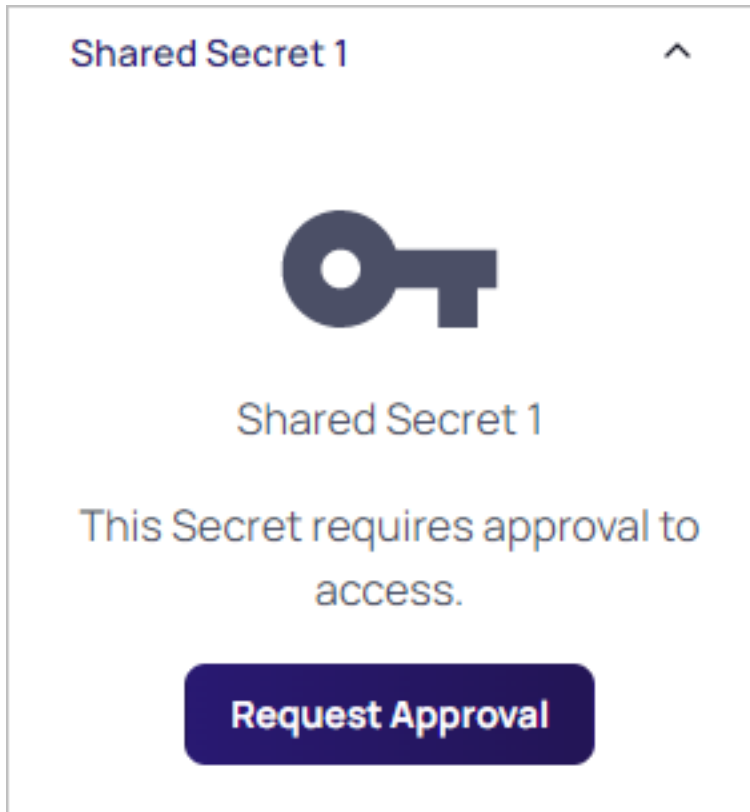 Shared Secret 1
Shared Secret 1
This Secret requires approval to
access.
Request Approval